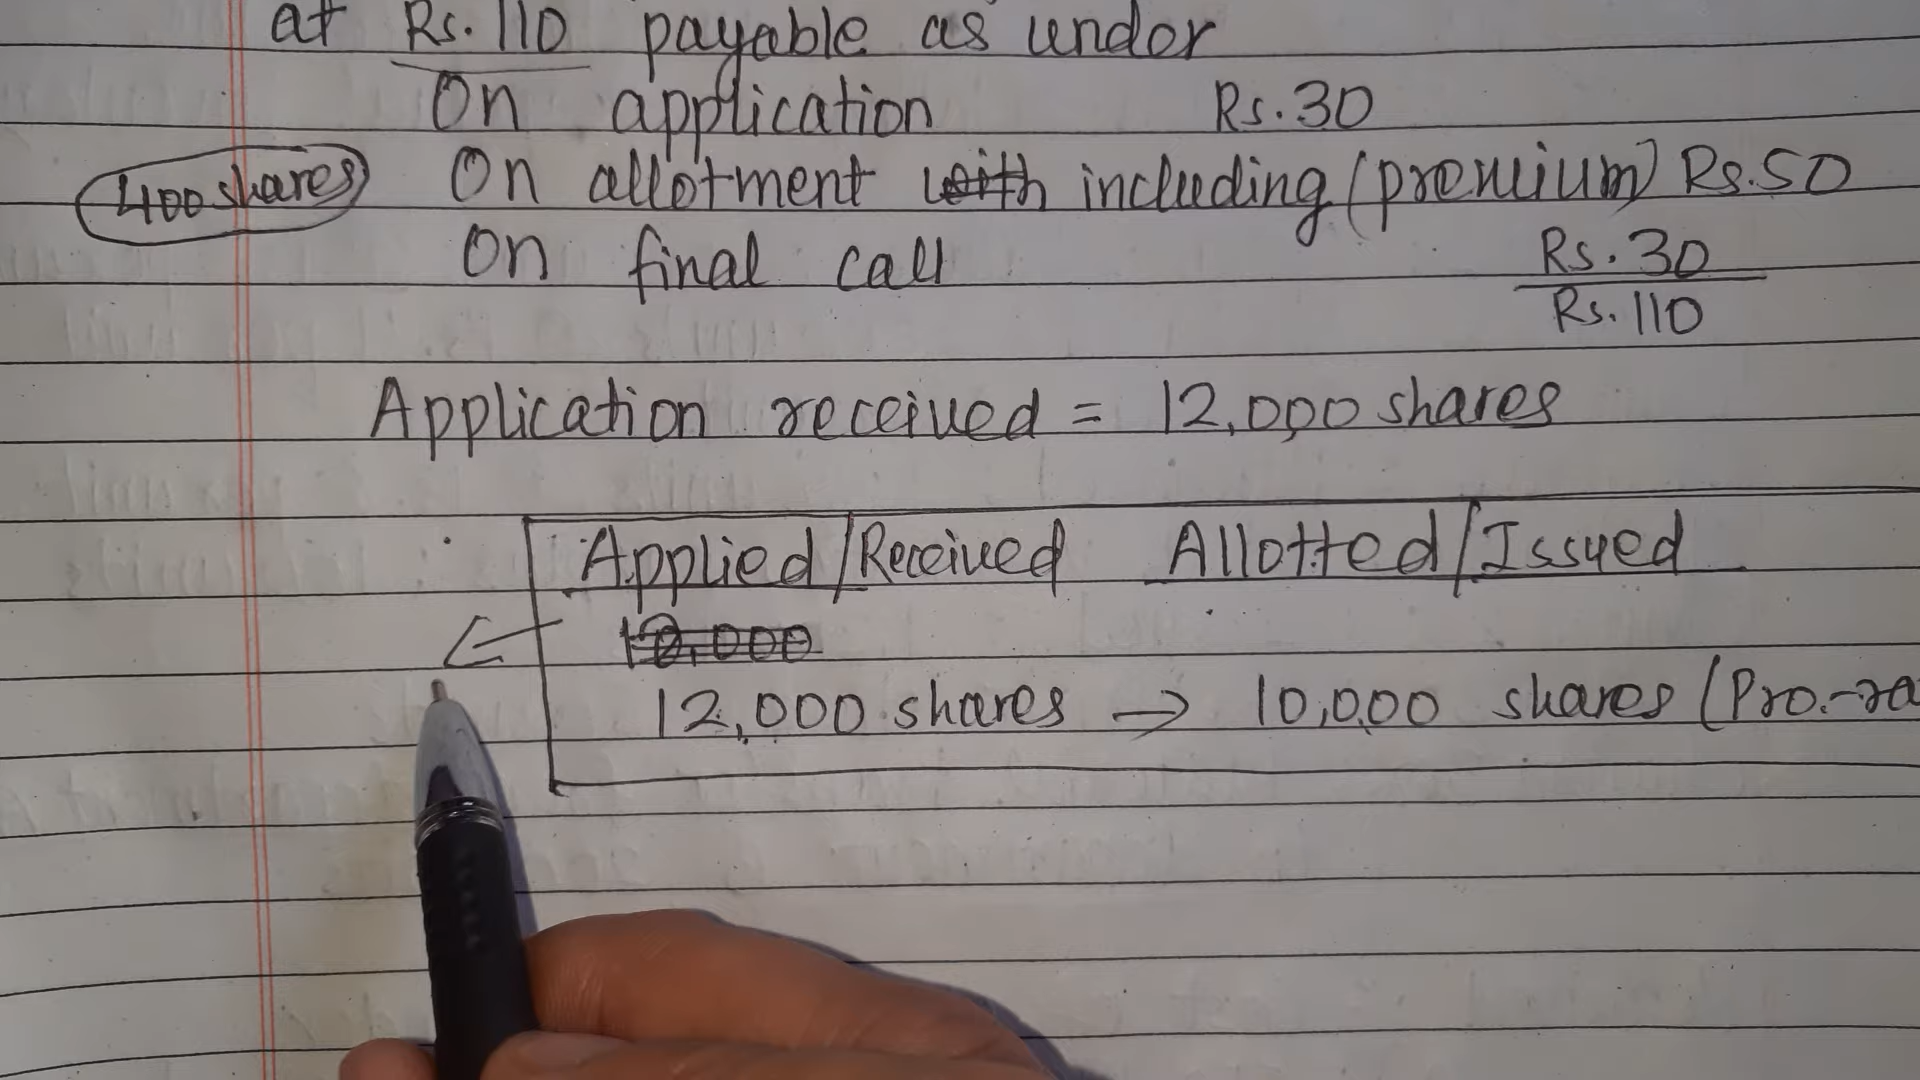 at Rs. 110 payable as under
On application Rs. 30
400 shares On allotment with including (premium) Rs. 50
On final call Rs. 30
Rs. 110
Application received = 12,000 shares
Applied/Received Allotted/Issued
12,000 shares → 10,000 shares (Pro-ra